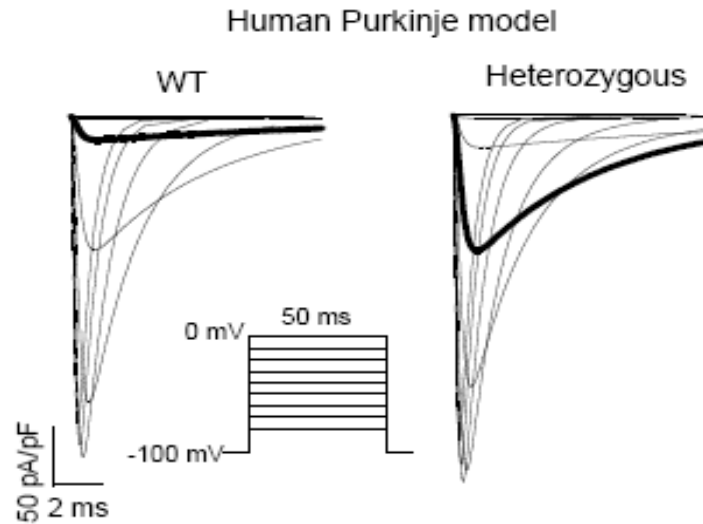 Human Purkinje model
WT
Heterozygous
0 mV
50 ms
-100 mV
50 pA/pF
2 ms